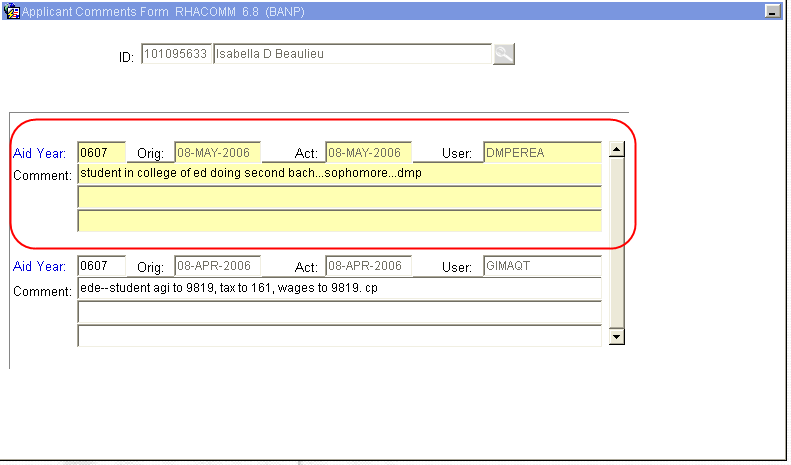 Applicant Comments Form RHACOMM 6.8 (BANP)
ID: 101095633 Isabella D Beaulieu
Aid Year: 0607 Orig: 08-MAY-2006 Act: 08-MAY-2006 User: DMPEREA
Comment: student in college of ed doing second bach...sophomore...dmp
Aid Year: 0607 Orig: 08-APR-2006 Act: 08-APR-2006 User: GIMAQT
Comment: ede--student agi to 9819, tax to 161, wages to 9819. cp